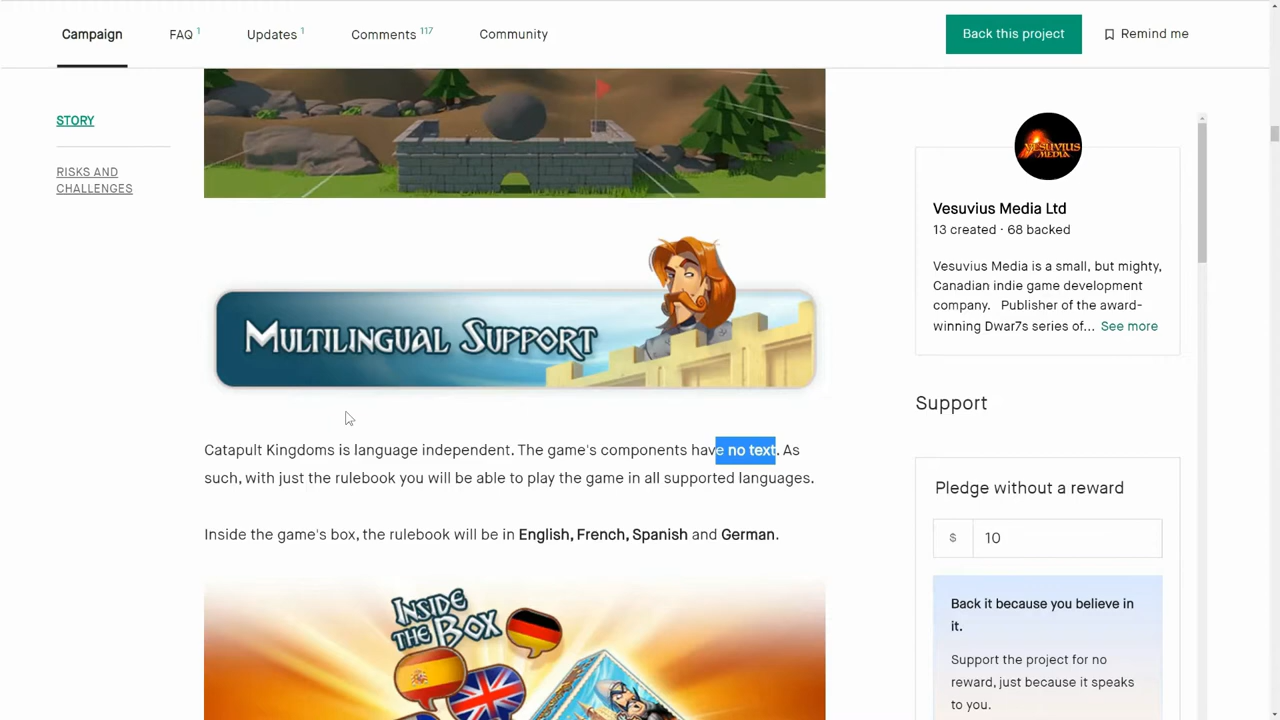 Campaign
FAQ 1
Updates 1
Comments 117
Community
Back this project
Remind me
STORY
RISKS AND
CHALLENGES
MULTILINGUAL SUPPORT
Catapult Kingdoms is language independent. The game's components have no text. As
such, with just the rulebook you will be able to play the game in all supported languages.
Inside the game's box, the rulebook will be in English, French, Spanish and German.
INSIDE
THE BOX
VESUVIUS
MEDIA
Vesuvius Media Ltd
13 created · 68 backed
Vesuvius Media is a small, but mighty,
Canadian indie game development
company. Publisher of the award-
winning Dwar7s series of... See more
Support
Pledge without a reward
$ 10
Back it because you believe in
it.
Support the project for no
reward, just because it speaks
to you.